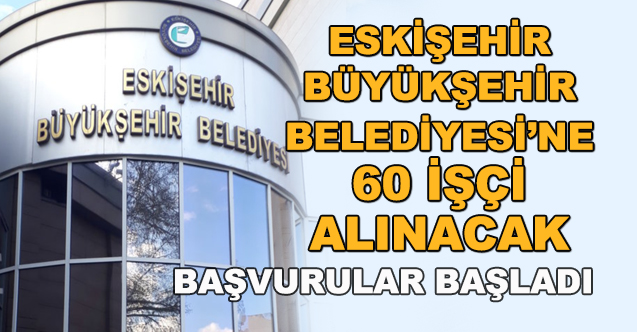 ESKİŞEHİR
BÜYÜKŞEHİR BELEDİYESİ
ESKİŞEHİR
BÜYÜKŞEHİR
BELEDİYESİ'NE
60 İŞÇİ
ALINACAK
BAŞVURULAR BAŞLADI